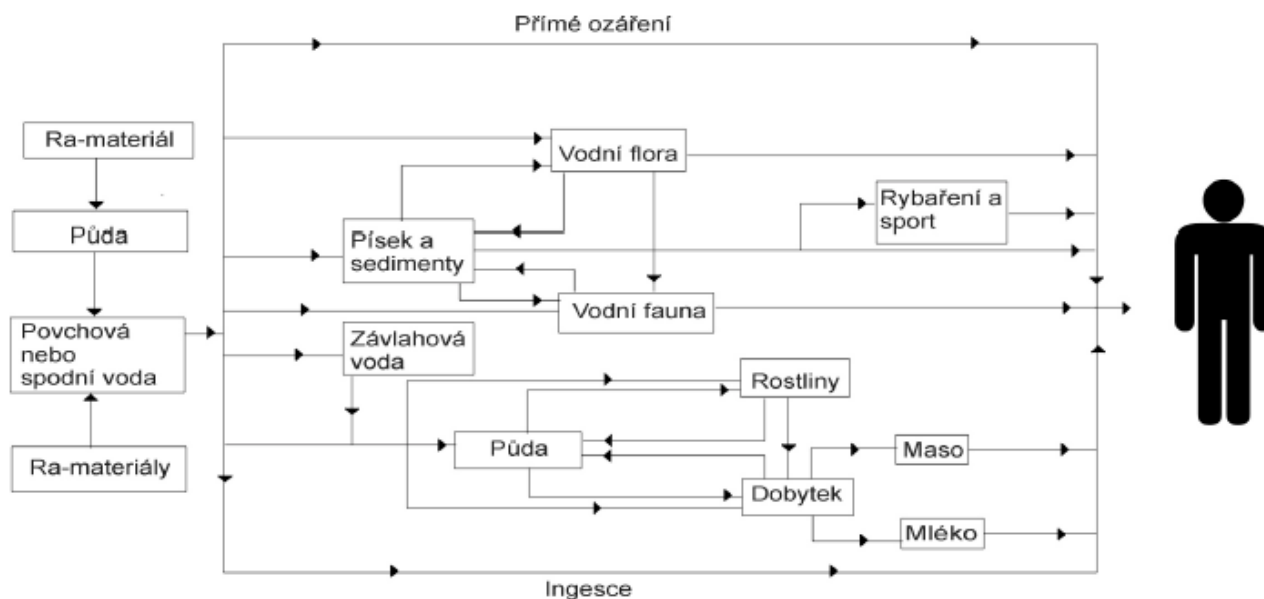 Přímé ozáření
Ra-materiál
Půda
Povchová
nebo
spodní voda
Ra-materiály
Vodní flora
Rybaření a
sport
Písek a
sedimenty
Vodní fauna
Závlahová
voda
Rostliny
Půda
Maso
Dobytek
Mléko
Ingesce